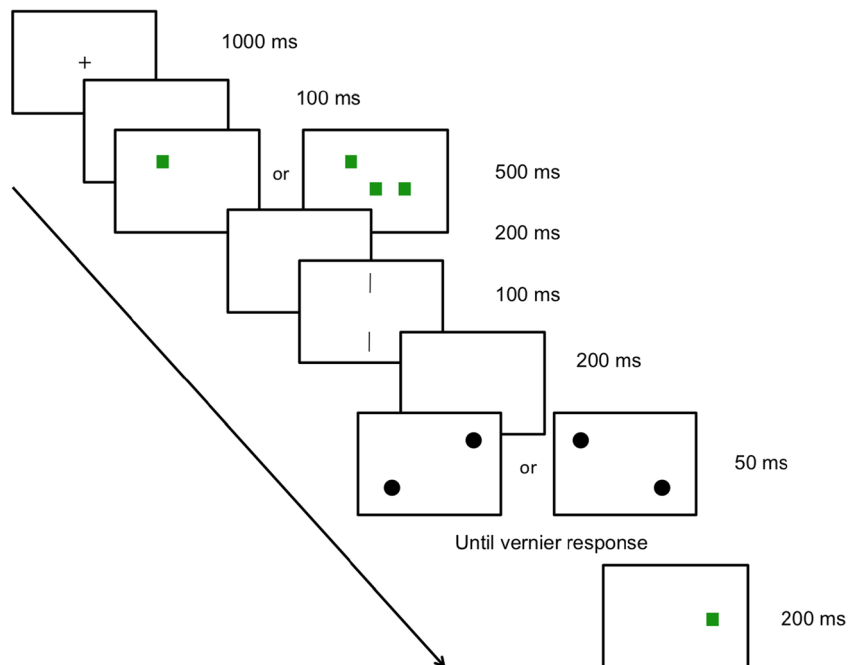 1000 ms
100 ms
or
500 ms
200 ms
100 ms
200 ms
or
50 ms
Until vernier response
200 ms